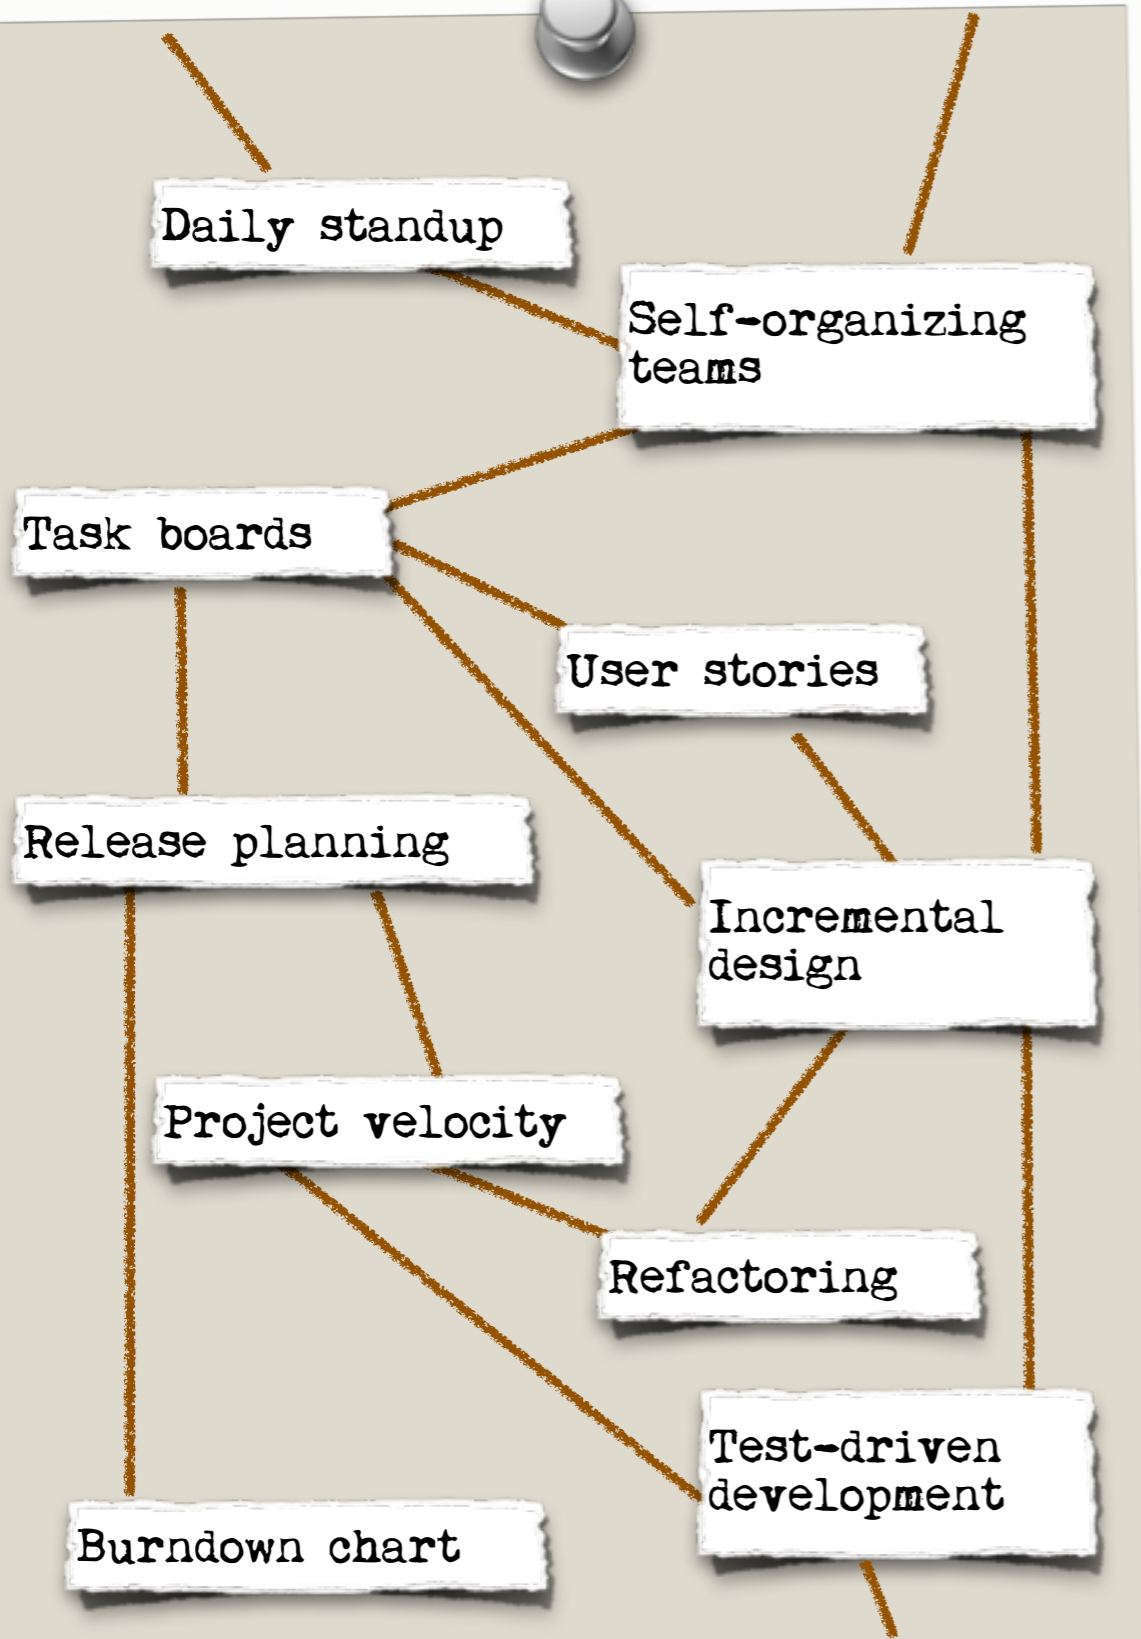 Daily standup
Self-organizing
teams
Task boards
User stories
Release planning
Incremental
design
Project velocity
Refactoring
Test-driven
development
Burndown chart